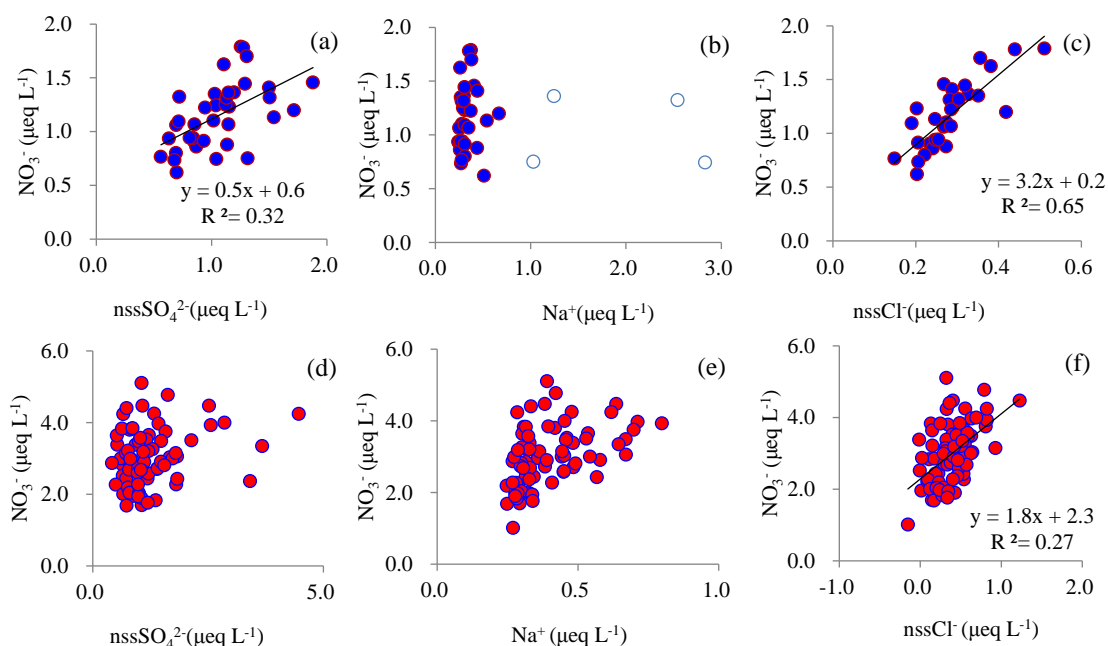 (a)
NO₃⁻ (μeq L⁻¹)
2.0
1.5
1.0
0.5
0.0
y = 0.5x + 0.6
R ²= 0.32
0.0 1.0 2.0
nssSO₄²⁻(μeq L⁻¹)
(b)
NO₃⁻ (μeq L⁻¹)
2.0
1.5
1.0
0.5
0.0
0.0 1.0 2.0 3.0
Na⁺(μeq L⁻¹)
(c)
NO₃⁻ (μeq L⁻¹)
2.0
1.5
1.0
0.5
0.0
y = 3.2x + 0.2
R ²= 0.65
0.0 0.2 0.4 0.6
nssCl⁻(μeq L⁻¹)
(d)
NO₃⁻ (μeq L⁻¹)
6.0
4.0
2.0
0.0
0.0 5.0
nssSO₄²⁻(μeq L⁻¹)
(e)
NO₃⁻ (μeq L⁻¹)
6.0
4.0
2.0
0.0
0.0 0.5 1.0
Na⁺ (μeq L⁻¹)
(f)
NO₃⁻ (μeq L⁻¹)
6.0
4.0
2.0
0.0
y = 1.8x + 2.3
R ²= 0.27
-1.0 0.0 1.0 2.0
nssCl⁻ (μeq L⁻¹)